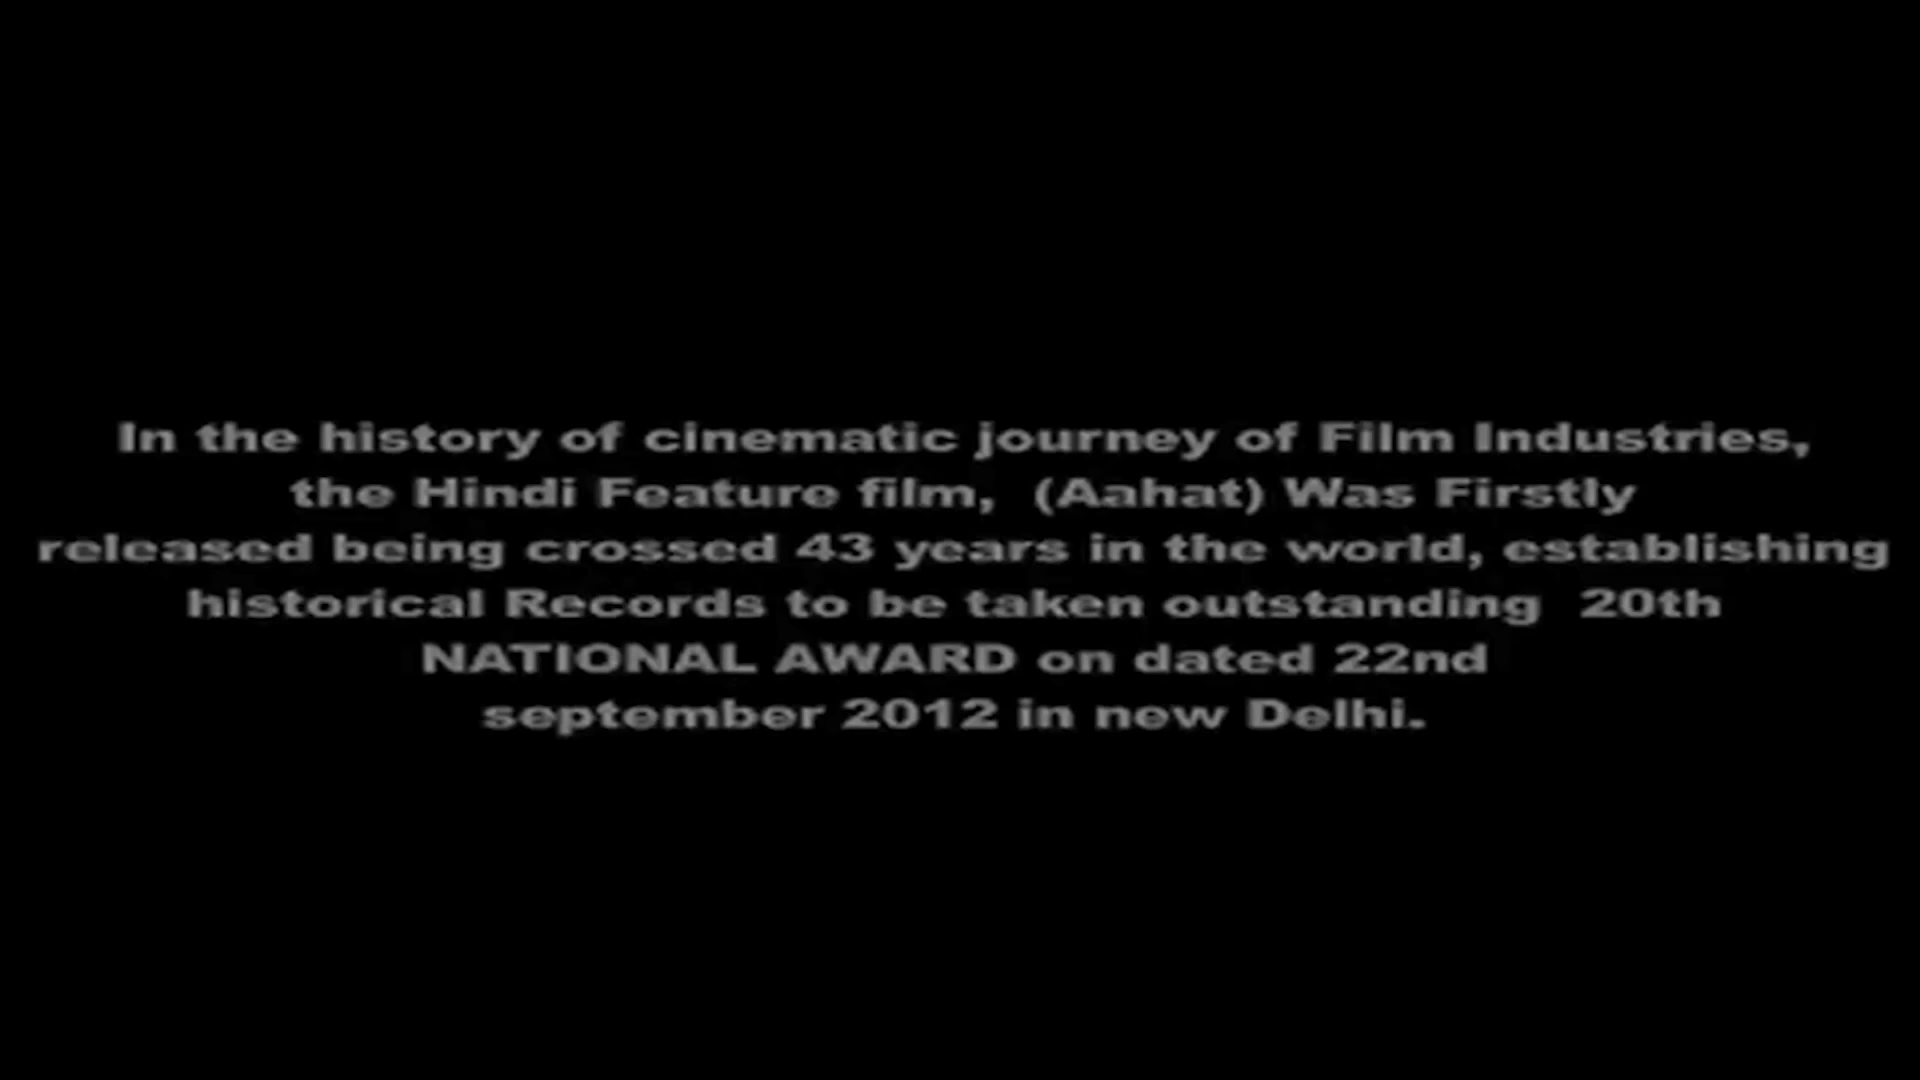 In the history of cinematic journey of Film Industries,
the Hindi Feature film,  (Aahat) Was Firstly
released being crossed 43 years in the world, establishing
historical Records to be taken outstanding  20th
NATIONAL AWARD on dated 22nd
september 2012 in new Delhi.